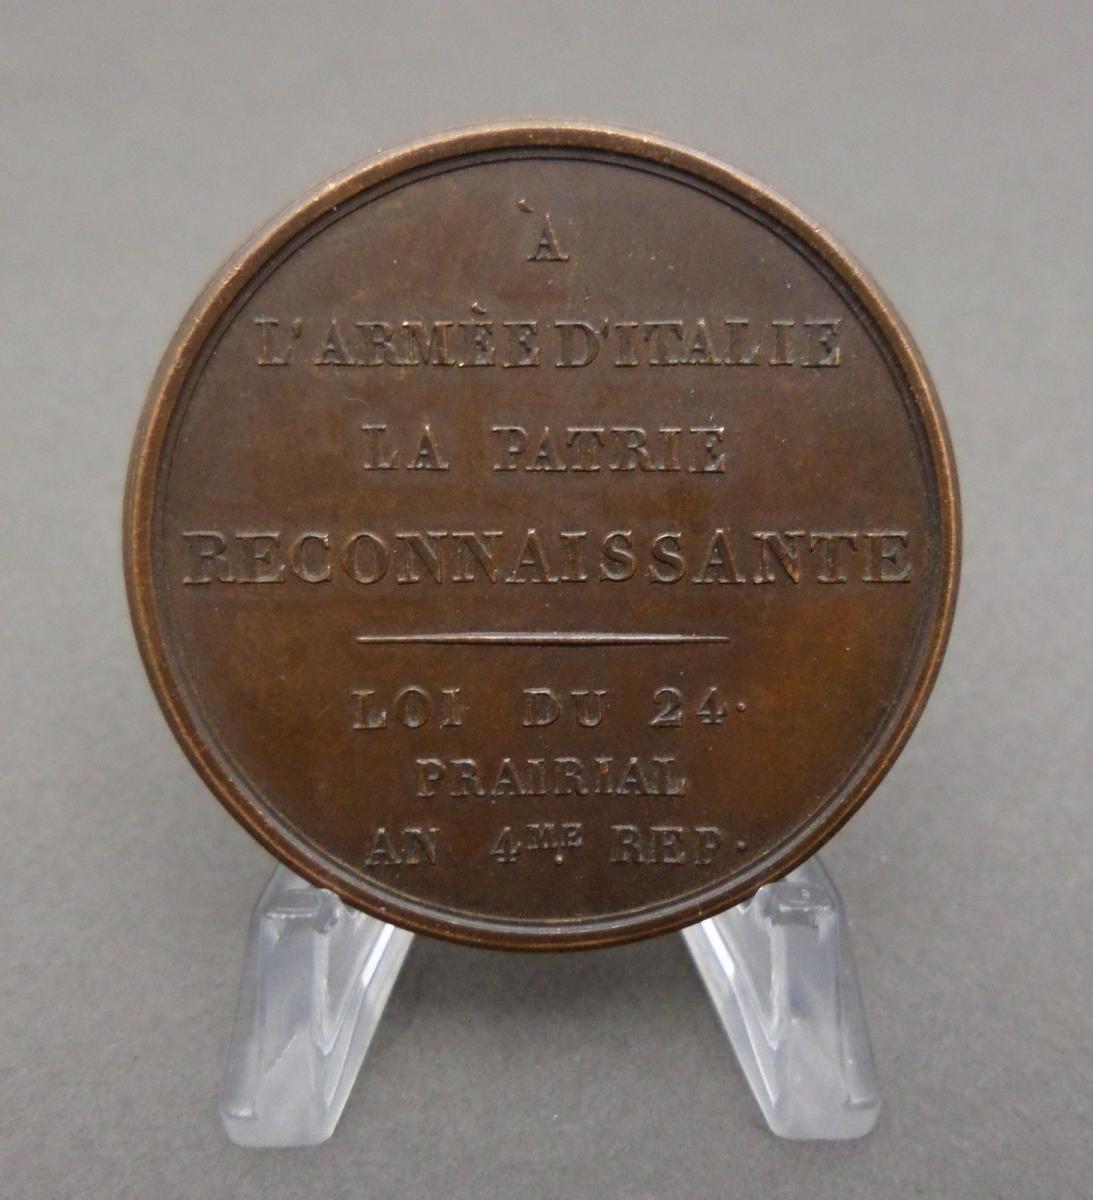 À
L'ARMÈE D'ITALIE
LA PATRIE
RECONNAISSANTE
LOI DU 24.
PRAIRIAL
AN 4ME REP.